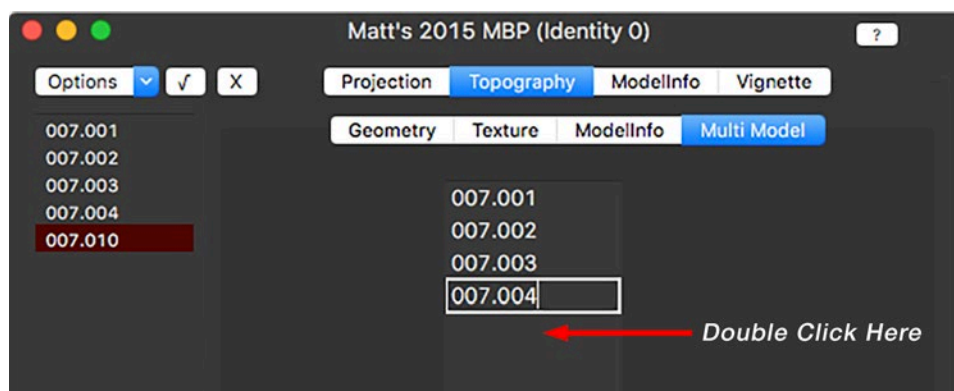 Matt's 2015 MBP (Identity 0)
?
Options √ X
Projection Topography ModelInfo Vignette
Geometry Texture ModelInfo Multi Model
007.001
007.002
007.003
007.004
007.010
007.001
007.002
007.003
007.004
Double Click Here